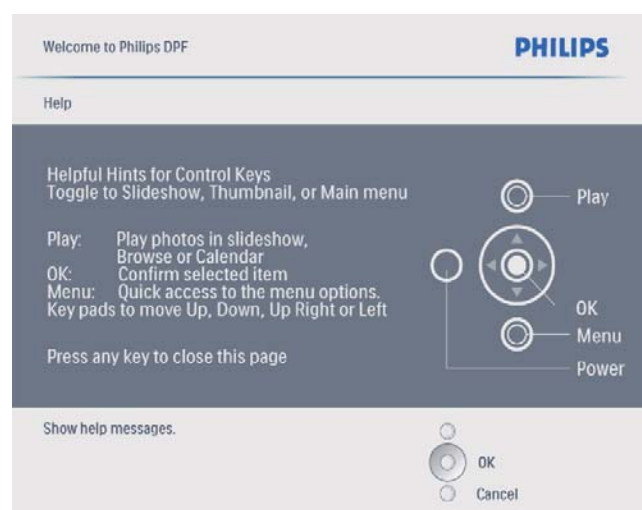 Welcome to Philips DPF
PHILIPS
Help
Helpful Hints for Control Keys
Toggle to Slideshow, Thumbnail, or Main menu
Play: Play photos in slideshow,
Browse or Calendar
OK: Confirm selected item
Menu: Quick access to the menu options.
Key pads to move Up, Down, Up Right or Left
Press any key to close this page
Play
OK
Menu
Power
Show help messages.
OK
Cancel